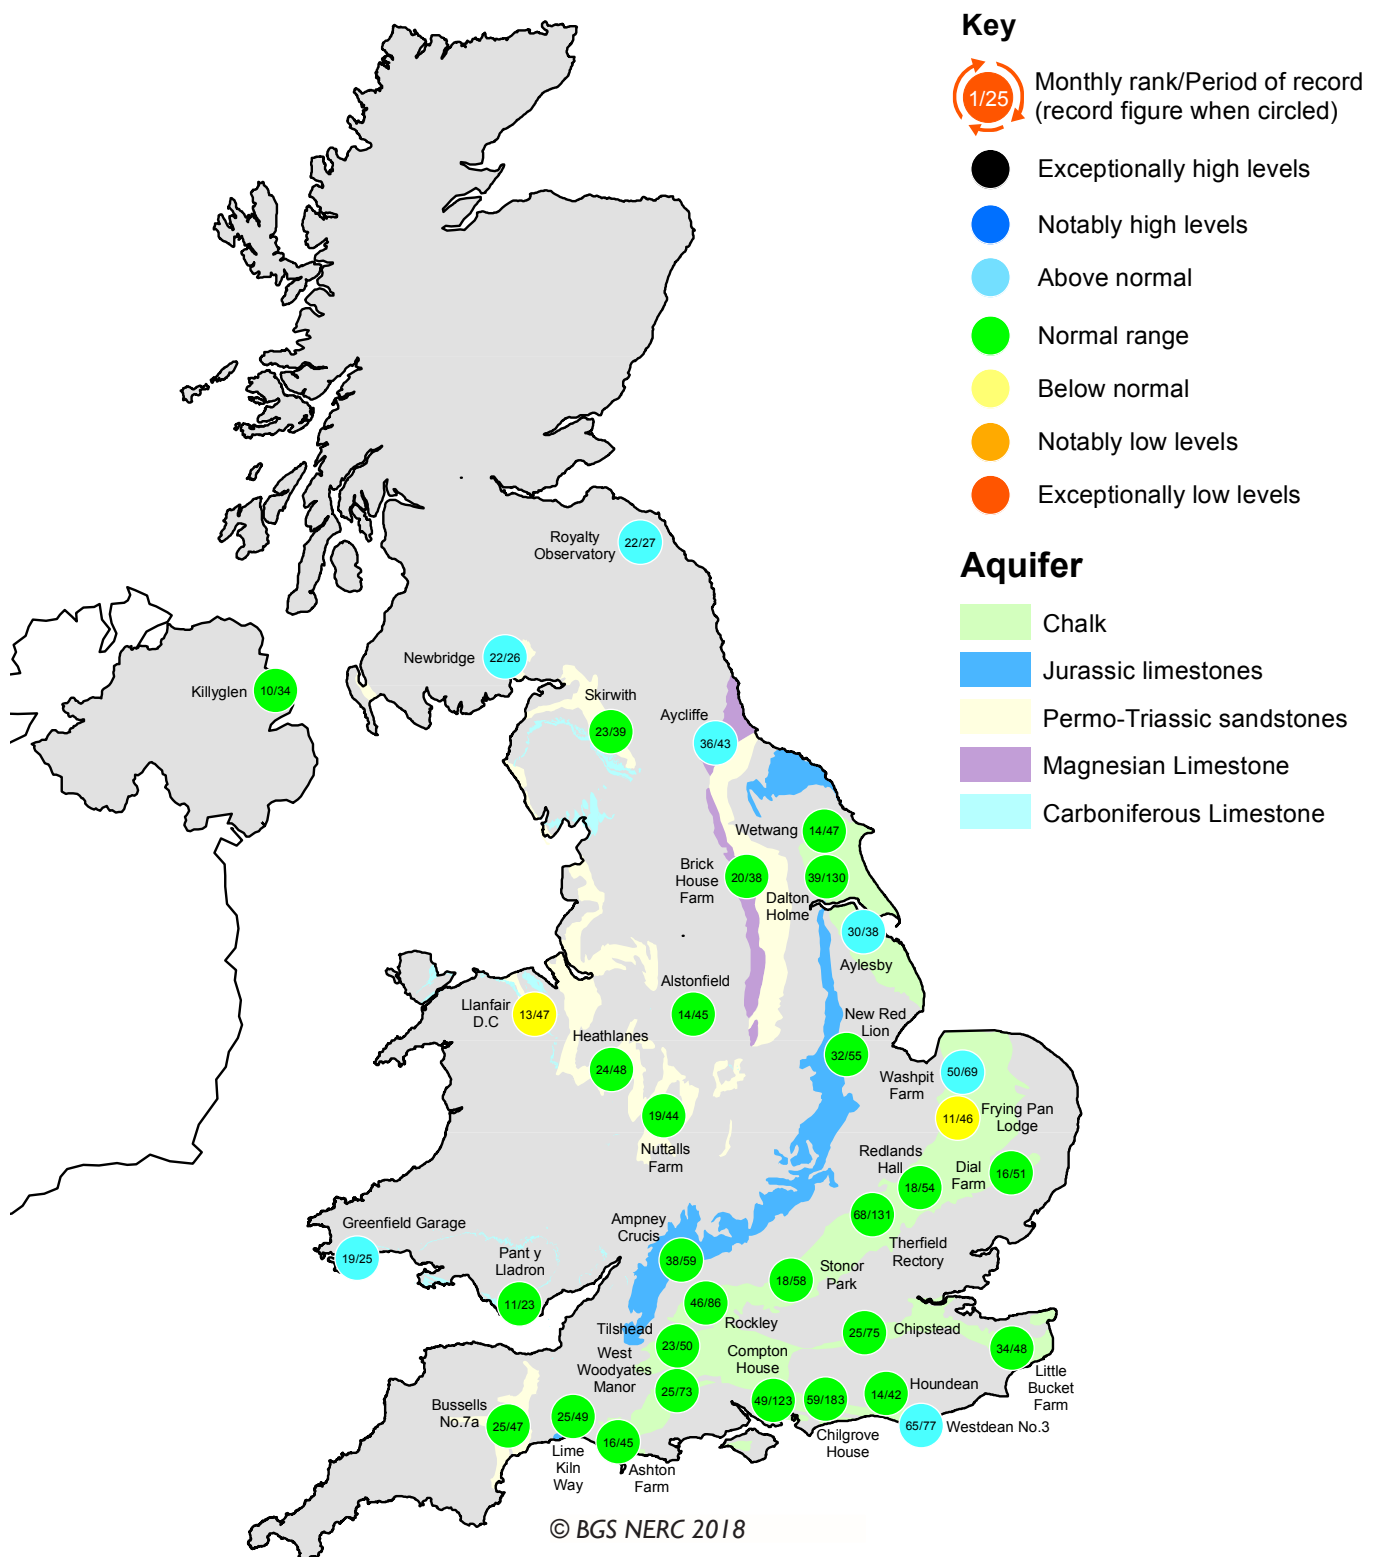 Key
1/25
Monthly rank/Period of record
(record figure when circled)
Exceptionally high levels
Notably high levels
Above normal
Normal range
Below normal
Notably low levels
Exceptionally low levels
Aquifer
Chalk
Jurassic limestones
Permo-Triassic sandstones
Magnesian Limestone
Carboniferous Limestone
Royalty
Observatory
22/27
Newbridge
22/26
Killyglen
10/34
Skirwith
23/39
Aycliffe
36/43
Wetwang
14/47
Brick
House
Farm
20/38
Dalton
Holme
39/130
30/38
Aylesby
Llanfair
D.C
13/47
Alstonfield
14/45
Heathlanes
24/48
New Red
Lion
32/55
Washpit
Farm
50/69
Frying Pan
Lodge
11/46
19/44
Nuttalls
Farm
Redlands
Hall
18/54
Dial
Farm
16/51
68/131
Therfield
Rectory
Greenfield Garage
19/25
Pant y
Lladron
11/23
Ampney
Crucis
38/59
Stonor
Park
18/58
46/86
Rockley
Tilshead
23/50
Chipstead
25/75
34/48
Little
Bucket
Farm
West
Woodyates
Manor
25/73
Compton
House
49/123
59/183
Chilgrove
House
Houndean
14/42
65/77
Westdean No.3
Bussells
No.7a
25/47
25/49
Lime
Kiln
Way
16/45
Ashton
Farm
© BGS NERC 2018